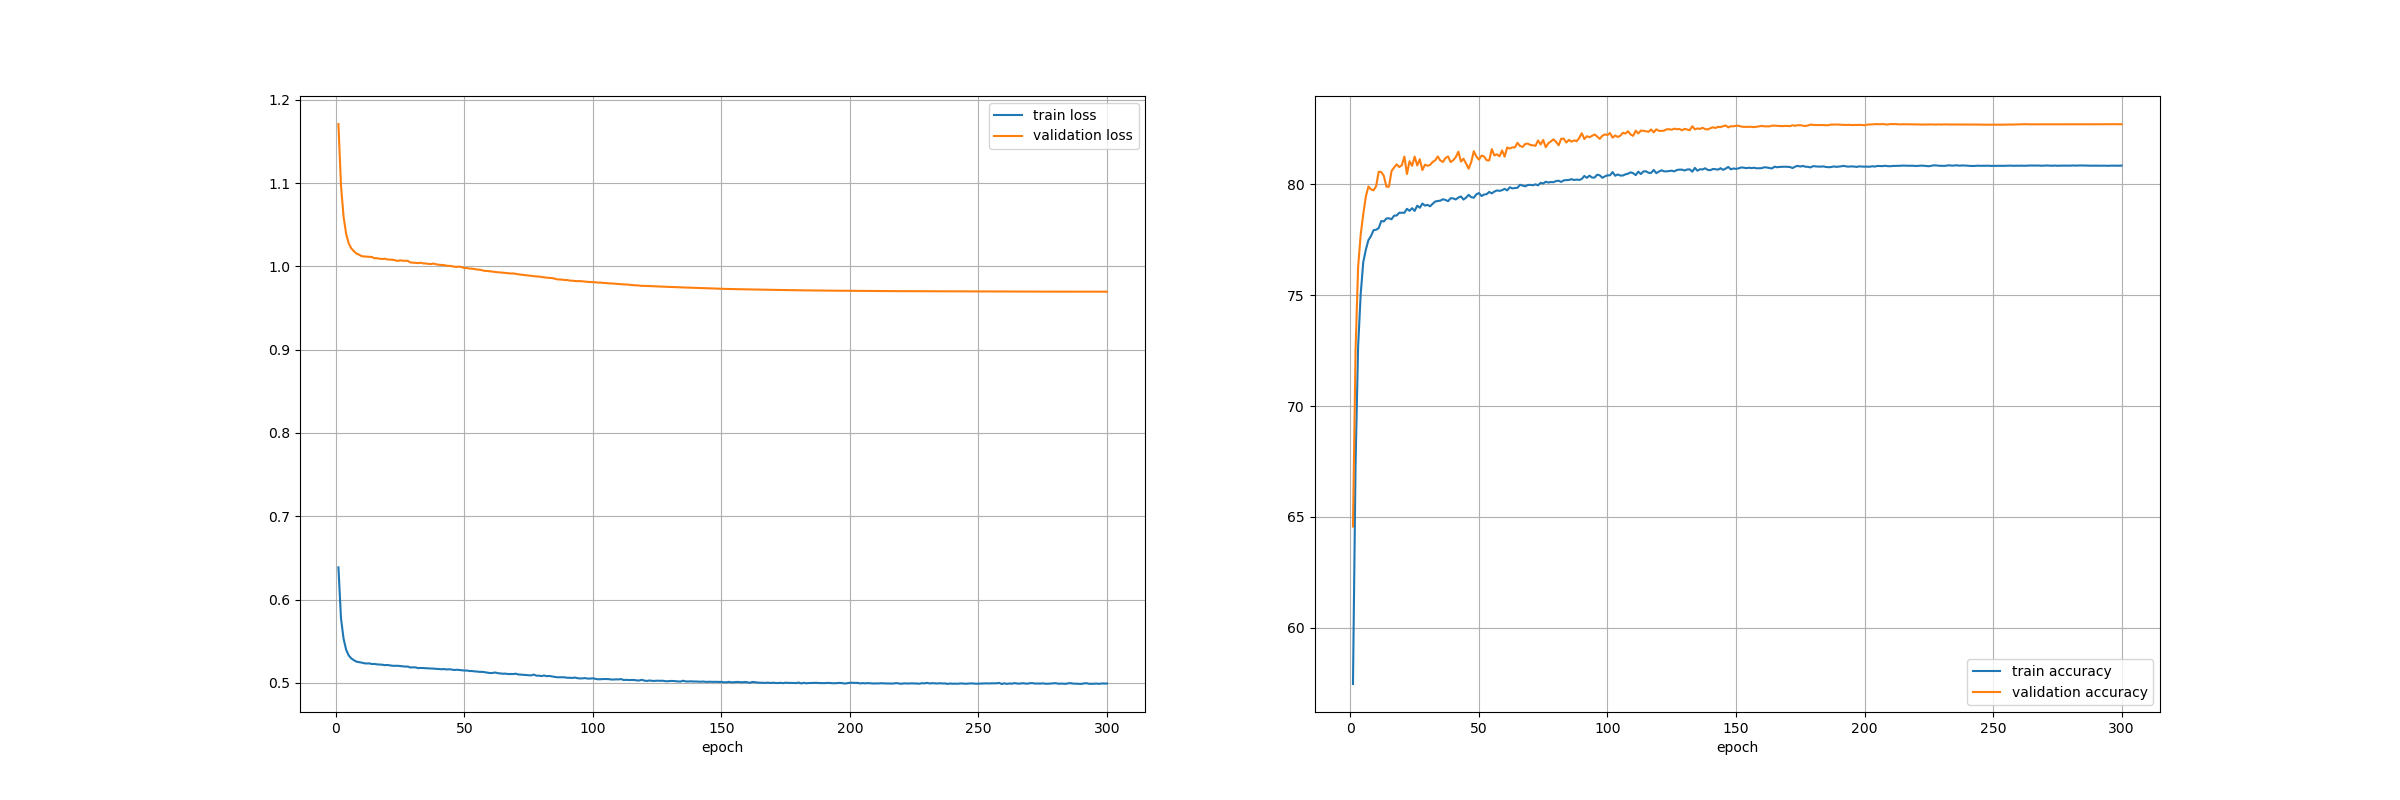 1.2
1.1
1.0
0.9
0.8
0.7
0.6
0.5
0 50 100 150 200 250 300
epoch
train loss
validation loss
80
75
70
65
60
0 50 100 150 200 250 300
epoch
train accuracy
validation accuracy